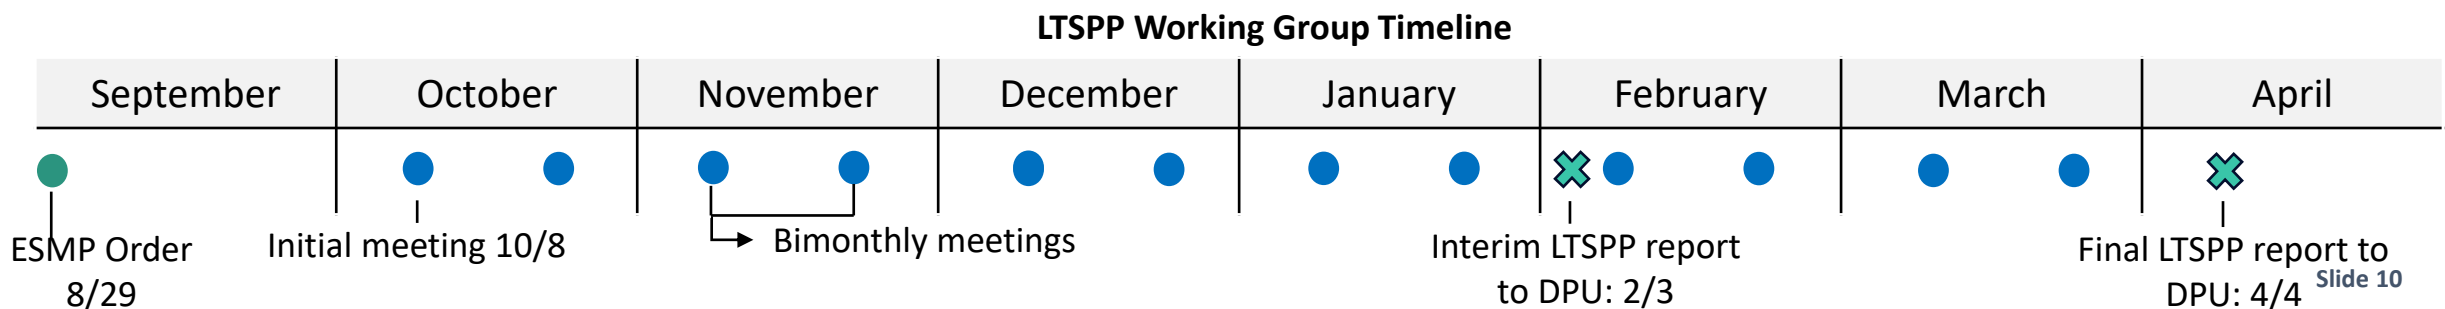 LTSPP Working Group Timeline
September
October
November
December
January
February
March
April
ESMP Order
8/29
Initial meeting 10/8
Bimonthly meetings
Interim LTSPP report
to DPU: 2/3
Final LTSPP report to
DPU: 4/4
Slide 10